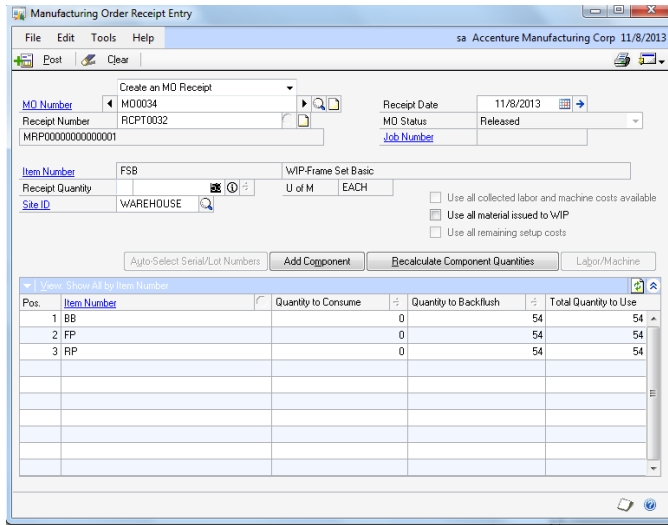 Manufacturing Order Receipt Entry
File Edit Tools Help sa Accenture Manufacturing Corp 11/8/2013
Post Clear
Create an MO Receipt
MO Number MO0034 Receipt Date 11/8/2013
Receipt Number RCPT0032 MO Status Released
MRP00000000000001 Job Number
Item Number FSB WIP-Frame Set Basic
Receipt Quantity U of M EACH
Use all collected labor and machine costs available
Site ID WAREHOUSE Use all material issued to WIP
Use all remaining setup costs
Auto-Select Serial/Lot Numbers Add Component Recalculate Component Quantities Labor/Machine
View: Show All by Item Number
Pos. Item Number Quantity to Consume Quantity to Backflush Total Quantity to Use
1 BB 0 54 54
2 FP 0 54 54
3 RP 0 54 54